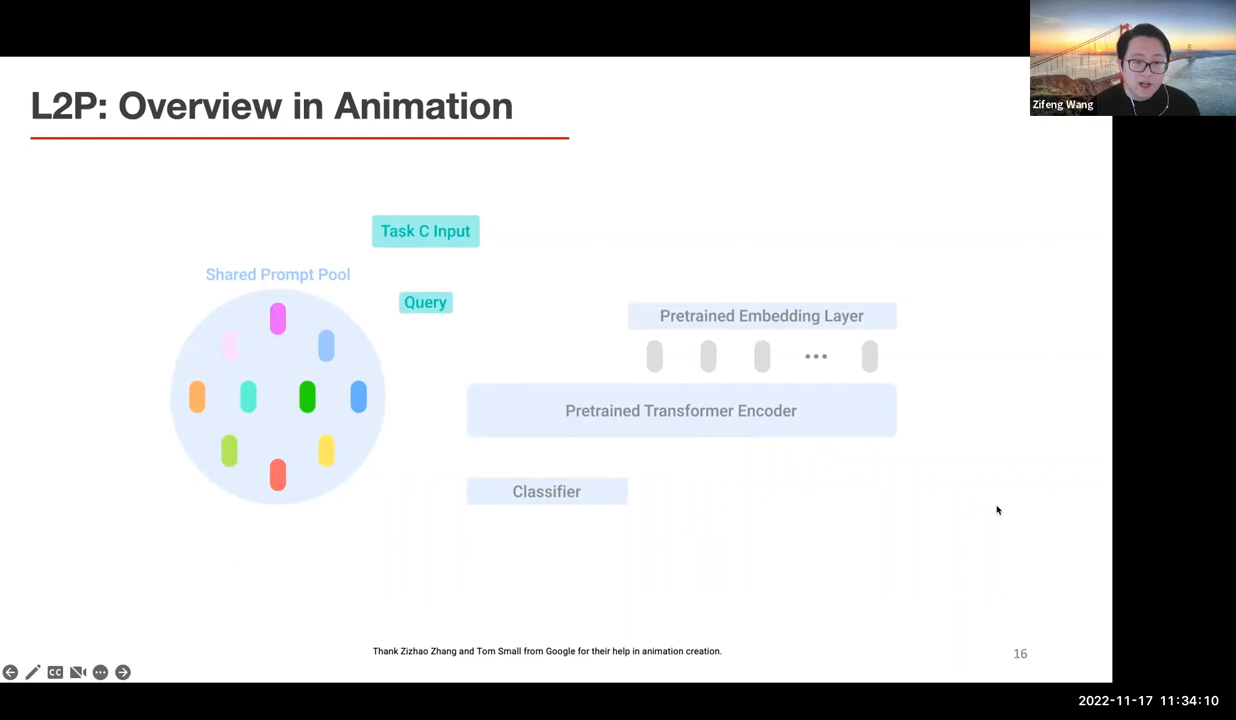 Zifeng Wang
L2P: Overview in Animation
Task C Input
Shared Prompt Pool
Query
Pretrained Embedding Layer
Pretrained Transformer Encoder
Classifier
Thank Zizhao Zhang and Tom Small from Google for their help in animation creation.
16
CC
2022-11-17 11:34:10